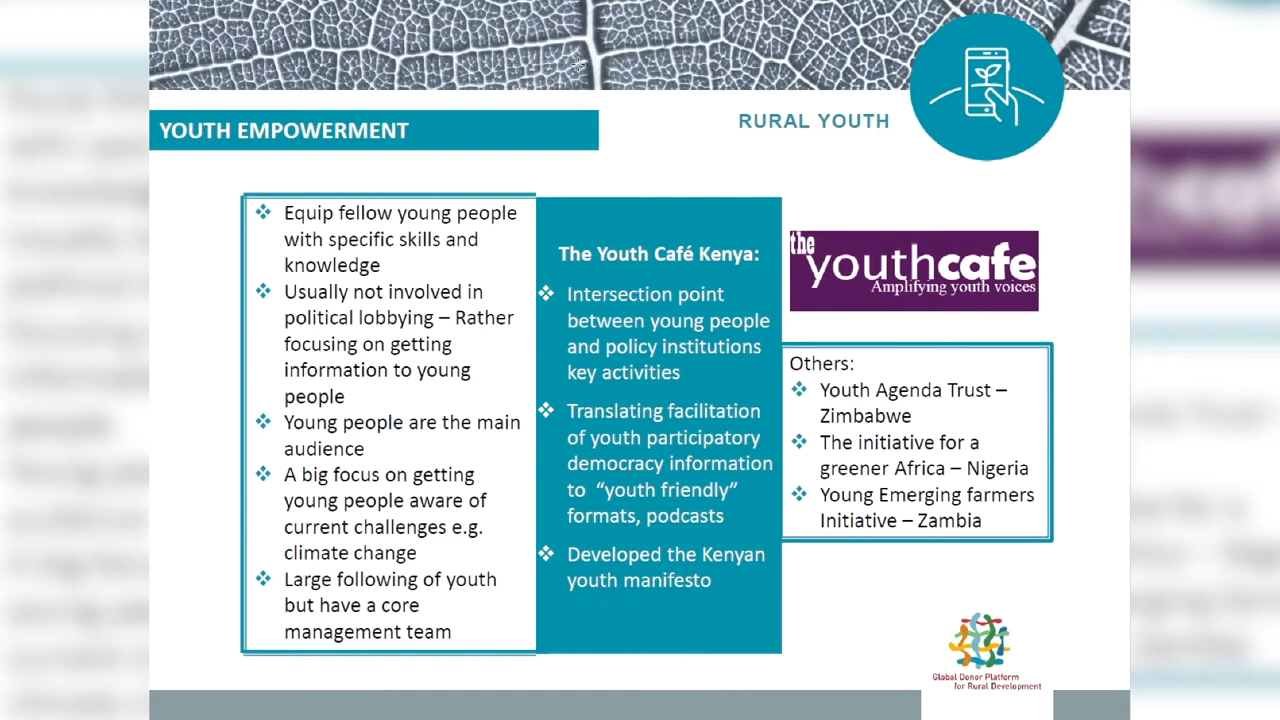 RURAL YOUTH
YOUTH EMPOWERMENT
❖ Equip fellow young people
with specific skills and
knowledge
❖ Usually not involved in
political lobbying – Rather
focusing on getting
information to young
people
❖ Young people are the main
audience
❖ A big focus on getting
young people aware of
current challenges e.g.
climate change
❖ Large following of youth
but have a core
management team
The Youth Café Kenya:
❖ Intersection point
between young people
and policy institutions
key activities
❖ Translating facilitation
of youth participatory
democracy information
to “youth friendly”
formats, podcasts
❖ Developed the Kenyan
youth manifesto
the
youthcafe
Amplifying youth voices
Others:
❖ Youth Agenda Trust –
Zimbabwe
❖ The initiative for a
greener Africa – Nigeria
❖ Young Emerging farmers
Initiative – Zambia
Global Donor Platform
for Rural Development